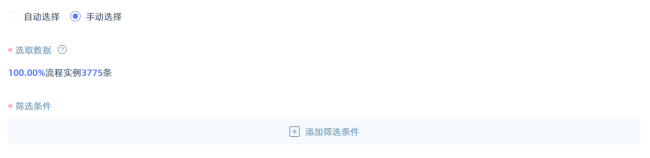 自动选择 手动选择
* 选取数据 ?
100.00%流程实例3775条
* 筛选条件
+ 添加筛选条件